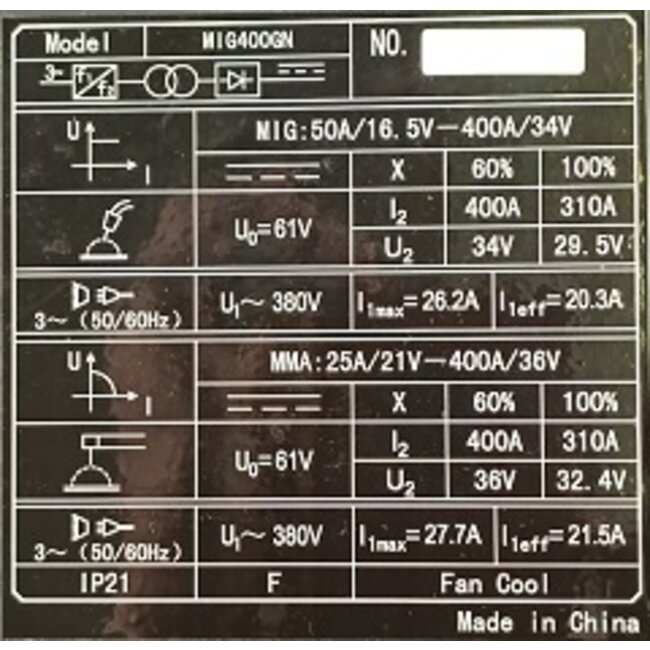 Model MIG400GN NO.
3~ f₁/f₂
U MIG:50A/16.5V—400A/34V
I X 60% 100%
U₀=61V I₂ 400A 310A
U₂ 34V 29.5V
3~ (50/60Hz) U₁~ 380V I₁max=26.2A I₁eff=20.3A
U MMA:25A/21V—400A/36V
I X 60% 100%
U₀=61V I₂ 400A 310A
U₂ 36V 32.4V
3~ (50/60Hz) U₁~ 380V I₁max=27.7A I₁eff=21.5A
IP21 F Fan Cool
Made in China